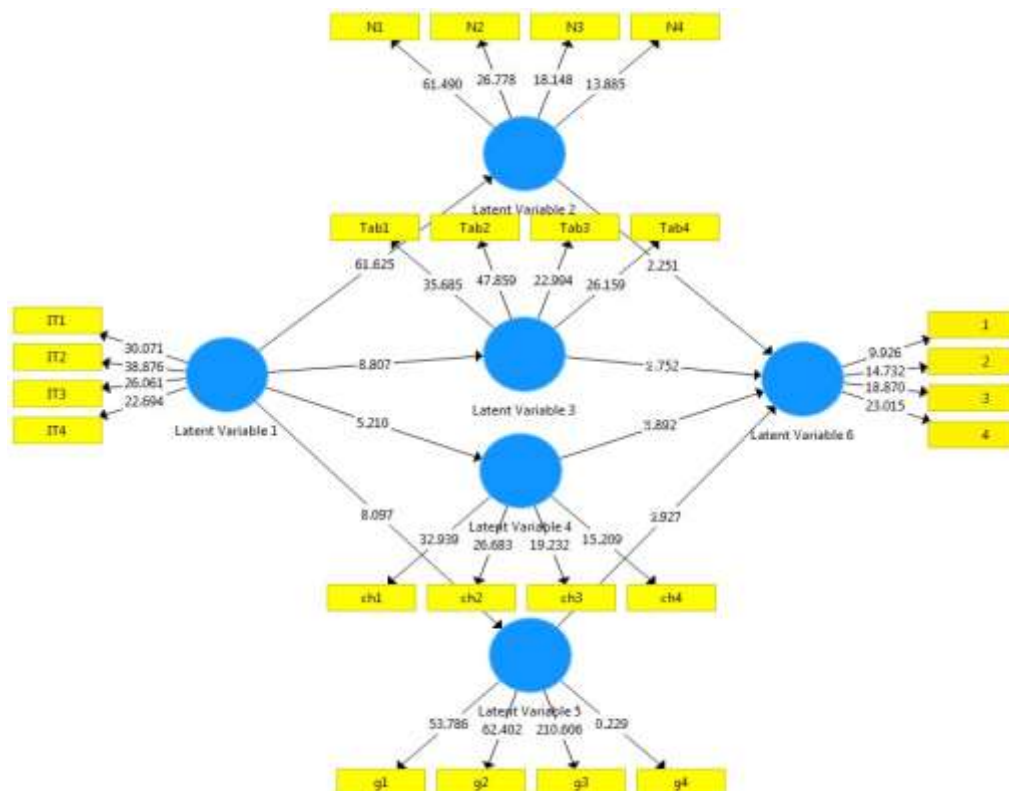 N1 N2 N3 N4
61.490 26.778 18.148 13.885
Latent Variable 2
Tab1 Tab2 Tab3 Tab4
61.625 35.685 47.859 22.994 26.159 2.251
IT1
IT2
IT3
IT4
30.071
38.876
26.061
22.694
Latent Variable 1
8.807
Latent Variable 3
5.210
8.097
Latent Variable 6
9.926
14.732
18.870
23.015
1
2
3
4
Latent Variable 4
32.939 26.683 19.232 15.209
ch1 ch2 ch3 ch4
Latent Variable 5
53.786 62.402 210.606 0.229
g1 g2 g3 g4